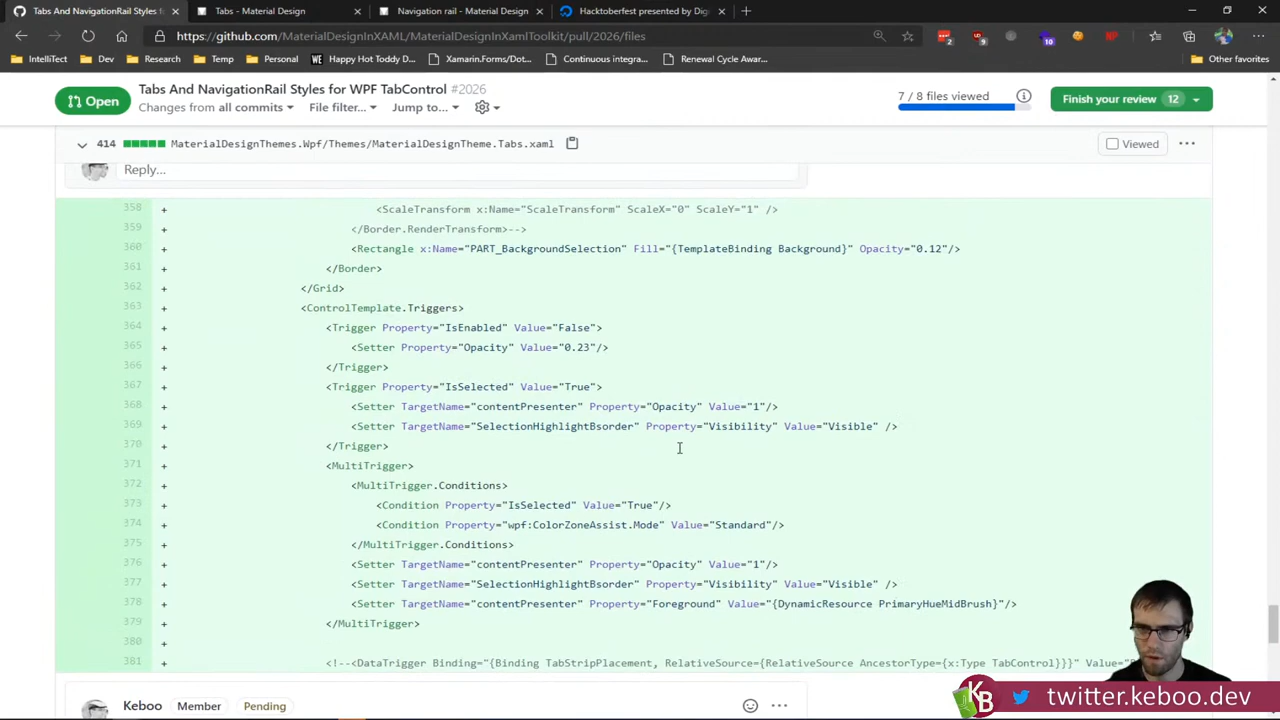 Tabs And NavigationRail Styles f
Tabs - Material Design
Navigation rail - Material Design
Hacktoberfest presented by Digi
https://github.com/MaterialDesignInXAML/MaterialDesignInXamlToolkit/pull/2026/files
2
9
10
NP
IntelliTect
Dev
Research
Temp
Personal
WE
Happy Hot Toddy D...
Xamarin.Forms/Dot...
Continuous integra...
Renewal Cycle Awar...
Other favorites
Open
Tabs And NavigationRail Styles for WPF TabControl #2026
Changes from all commits
File filter...
Jump to...
7 / 8 files viewed
Finish your review 12
414 MaterialDesignThemes.Wpf/Themes/MaterialDesignTheme.Tabs.xaml
Viewed
Reply...
358 + <ScaleTransform x:Name="ScaleTransform" ScaleX="0" ScaleY="1" />
359 + </Border.RenderTransform>-->
360 + <Rectangle x:Name="PART_BackgroundSelection" Fill="{TemplateBinding Background}" Opacity="0.12"/>
361 + </Border>
362 + </Grid>
363 + <ControlTemplate.Triggers>
364 + <Trigger Property="IsEnabled" Value="False">
365 + <Setter Property="Opacity" Value="0.23"/>
366 + </Trigger>
367 + <Trigger Property="IsSelected" Value="True">
368 + <Setter TargetName="contentPresenter" Property="Opacity" Value="1"/>
369 + <Setter TargetName="SelectionHighlightBsorder" Property="Visibility" Value="Visible" />
370 + </Trigger>
371 + <MultiTrigger>
372 + <MultiTrigger.Conditions>
373 + <Condition Property="IsSelected" Value="True"/>
374 + <Condition Property="wpf:ColorZoneAssist.Mode" Value="Standard"/>
375 + </MultiTrigger.Conditions>
376 + <Setter TargetName="contentPresenter" Property="Opacity" Value="1"/>
377 + <Setter TargetName="SelectionHighlightBsorder" Property="Visibility" Value="Visible" />
378 + <Setter TargetName="contentPresenter" Property="Foreground" Value="{DynamicResource PrimaryHueMidBrush}"/>
379 + </MultiTrigger>
380 +
381 + <!--<DataTrigger Binding="{Binding TabStripPlacement, RelativeSource={RelativeSource AncestorType={x:Type TabControl}}}" Value="
Keboo Member Pending
KB
twitter.keboo.dev